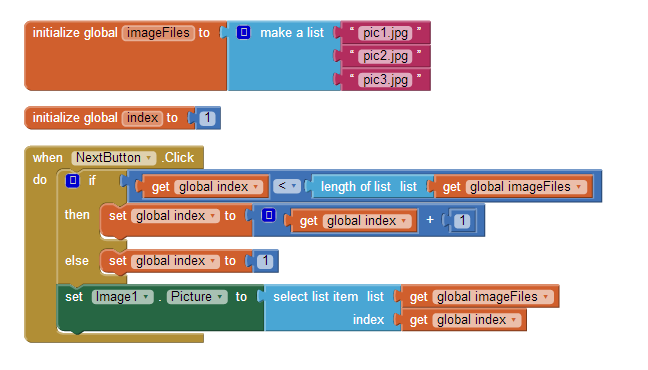 initialize global imageFiles to make a list " pic1.jpg "
" pic2.jpg "
" pic3.jpg "
initialize global index to 1
when NextButton .Click
do if get global index < length of list list get global imageFiles
then set global index to get global index + 1
else set global index to 1
set Image1 . Picture to select list item list get global imageFiles
index get global index